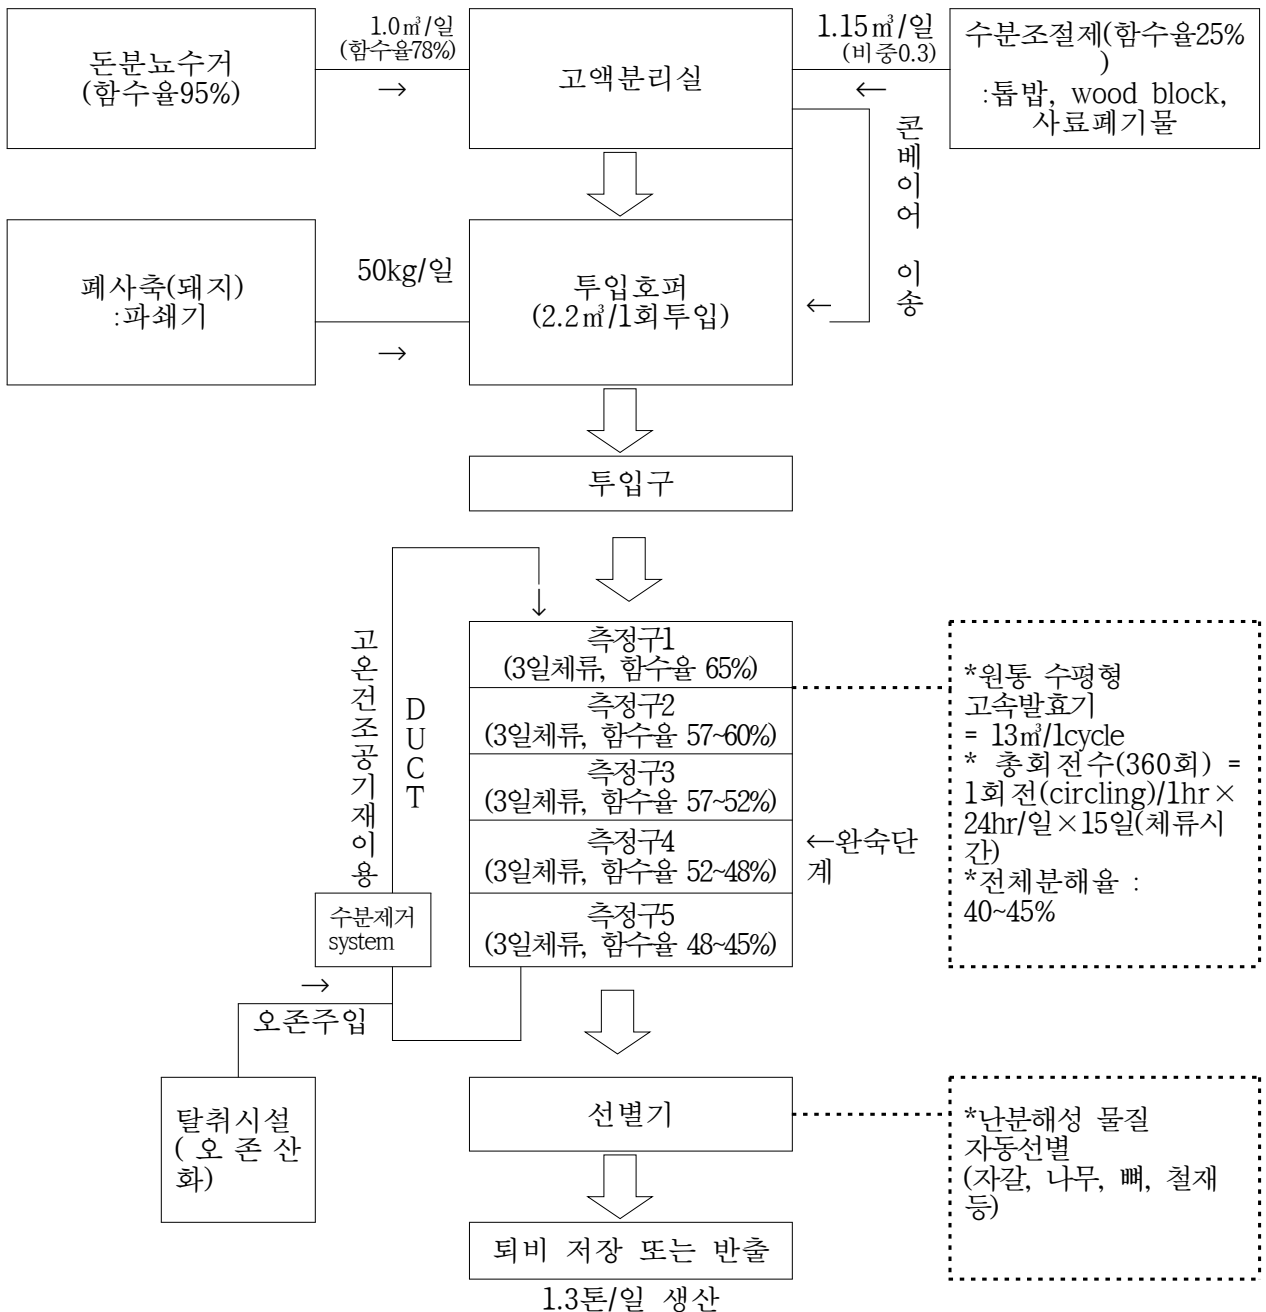 돈분뇨수거
(함수율95%)
1.0㎥/일
(함수율78%)
→
고액분리실
1.15㎥/일
(비중0.3)
←
수분조절제(함수율25%
)
:톱밥, wood block,
사료폐기물
콘베이어 이송
폐사축(돼지)
:파쇄기
50kg/일
→
투입호퍼
(2.2㎥/1회투입)
←
투입구
고온건조공기재이용
DUCT
측정구1
(3일체류, 함수율 65%)
측정구2
(3일체류, 함수율 57~60%)
측정구3
(3일체류, 함수율 57~52%)
측정구4
(3일체류, 함수율 52~48%)
측정구5
(3일체류, 함수율 48~45%)
←완숙단
계
*원통 수평형
고속발효기
= 13㎥/1cycle
* 총회전수(360회) =
1회전(circling)/1hr×
24hr/일×15일(체류시
간)
*전체분해율 :
40~45%
수분제거
system
→
오존주입
탈취시설
(오존산
화)
선별기
*난분해성 물질
자동선별
(자갈, 나무, 뼈, 철재
등)
퇴비 저장 또는 반출
1.3톤/일 생산